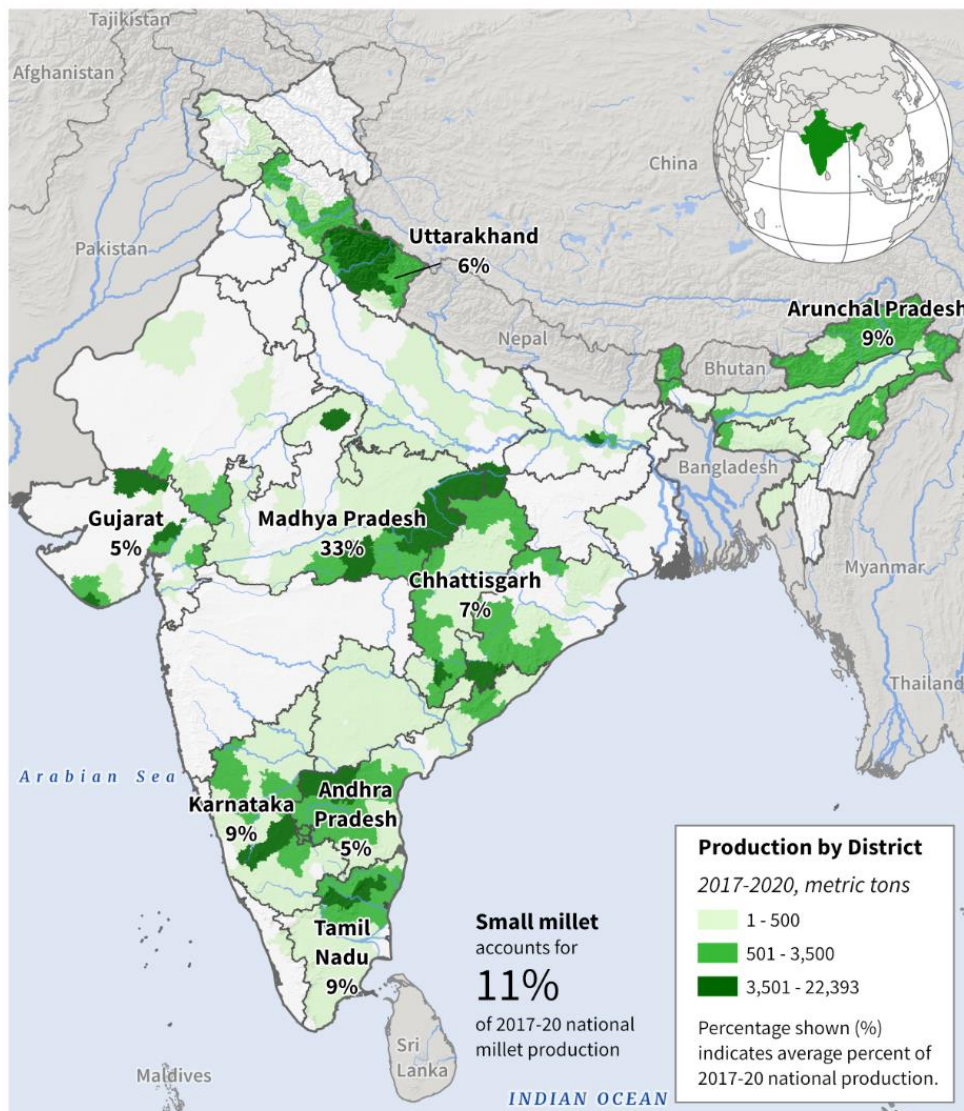 Tajikistan
Afghanistan
China
Pakistan
Uttarakhand
6%
Arunchal Pradesh
9%
Nepal
Bhutan
Bangladesh
Gujarat
5%
Madhya Pradesh
33%
Chhattisgarh
7%
Myanmar
Thailand
Arabian Sea
Karnataka
9%
Andhra
Pradesh
5%
Tamil
Nadu
9%
Small millet
accounts for
11%
of 2017-20 national
millet production
Sri
Lanka
Maldives
INDIAN OCEAN
Production by District
2017-2020, metric tons
1 - 500
501 - 3,500
3,501 - 22,393
Percentage shown (%)
indicates average percent of
2017-20 national production.